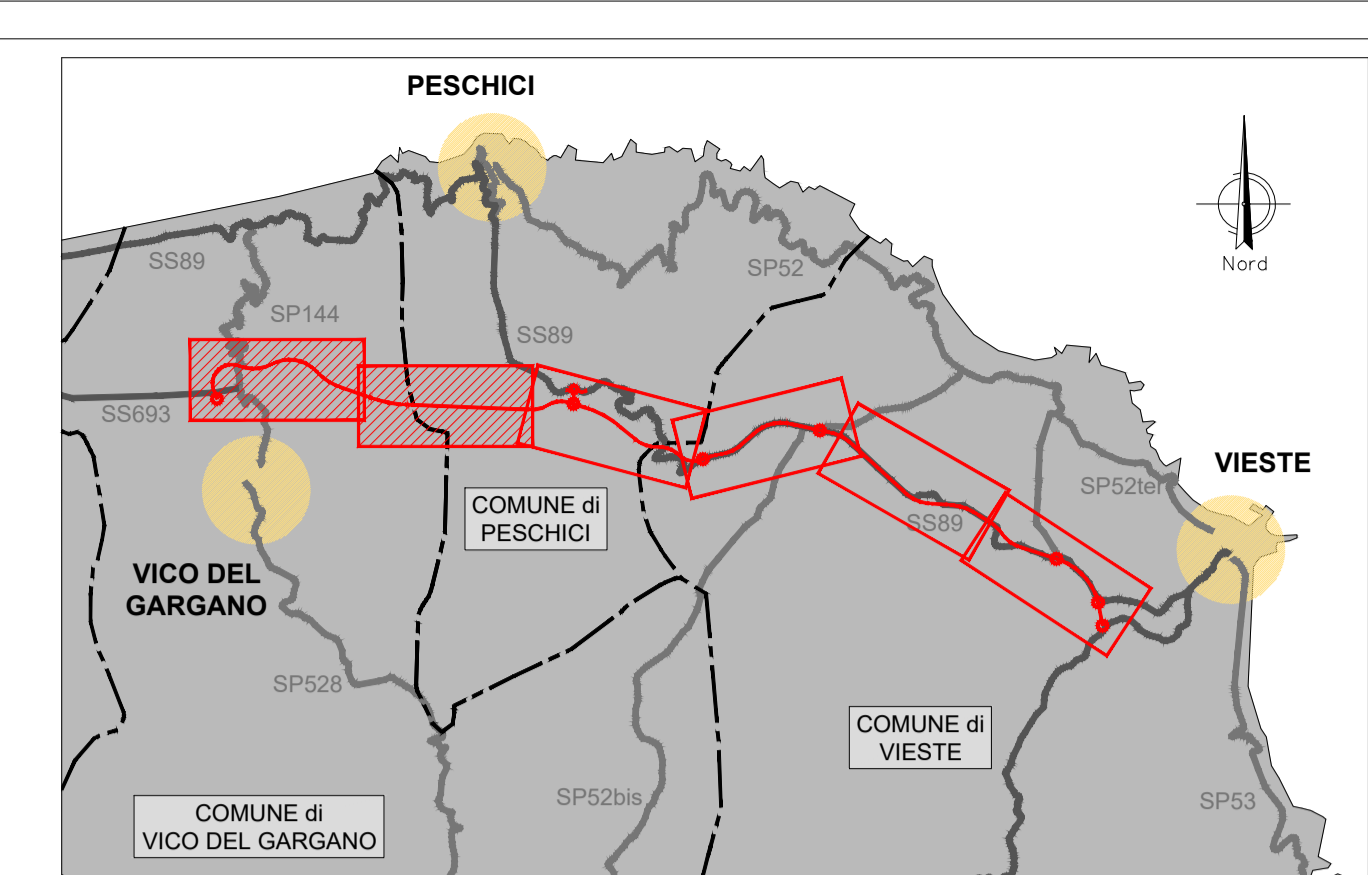 PESCHICI
Nord
SS89
SP52
SP144
SS89
SS693
VIESTE
SP52ter
COMUNE di
PESCHICI
SS89
VICO DEL
GARGANO
SP528
COMUNE di
VIESTE
SP52bis
SP53
COMUNE di
VICO DEL GARGANO